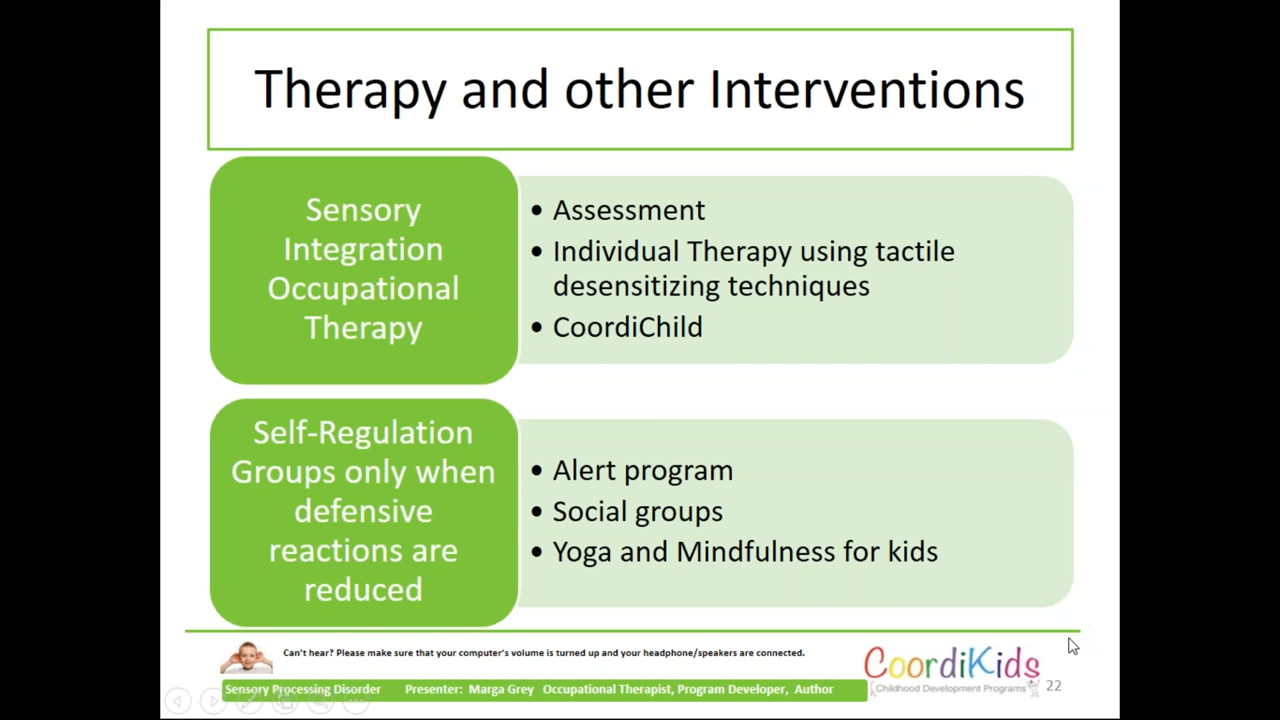 Therapy and other Interventions
Sensory
Integration
Occupational
Therapy
• Assessment
• Individual Therapy using tactile
desensitizing techniques
• CoordiChild
Self-Regulation
Groups only when
defensive
reactions are
reduced
• Alert program
• Social groups
• Yoga and Mindfulness for kids
Can't hear? Please make sure that your computer's volume is turned up and your headphone/speakers are connected.
CoordiKids
Childhood Development Programs
22
Sensory Processing Disorder Presenter: Marga Grey Occupational Therapist, Program Developer, Author